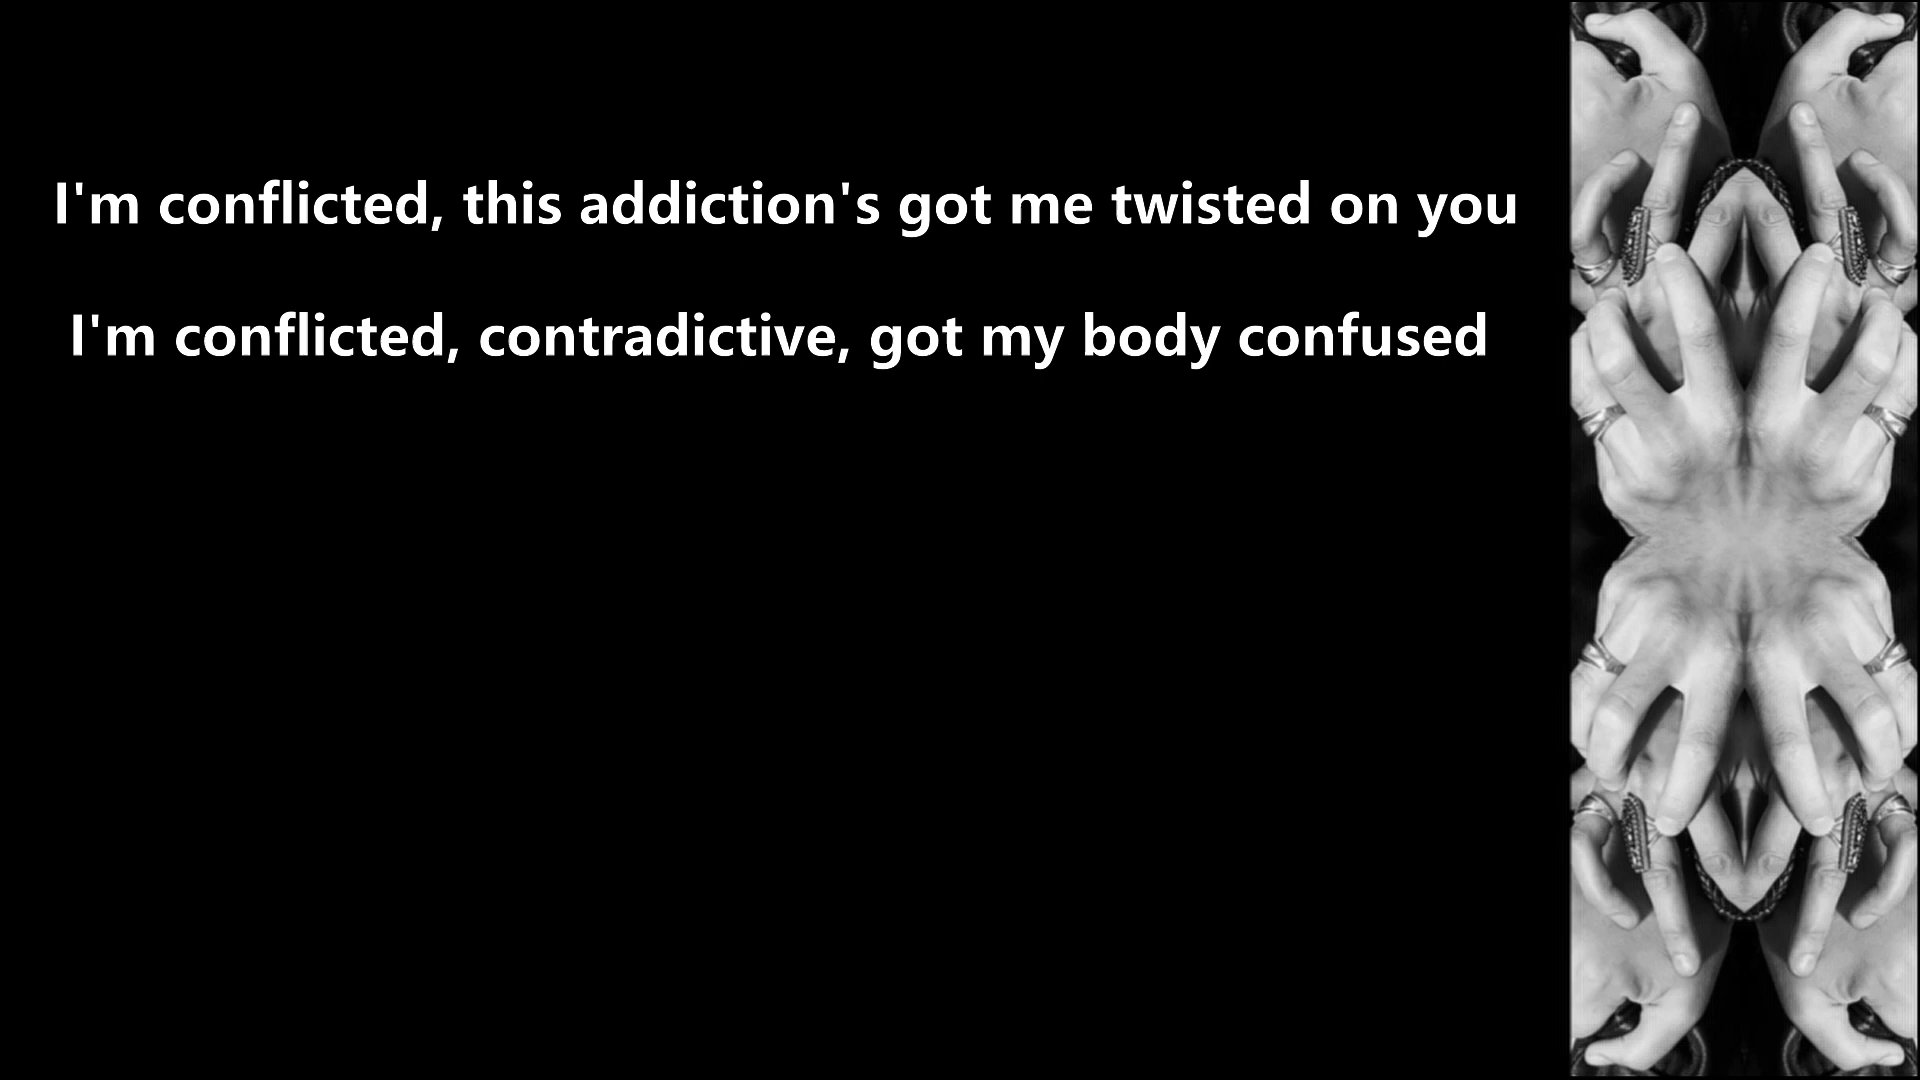 I'm conflicted, this addiction's got me twisted on you
I'm conflicted, contradictive, got my body confused